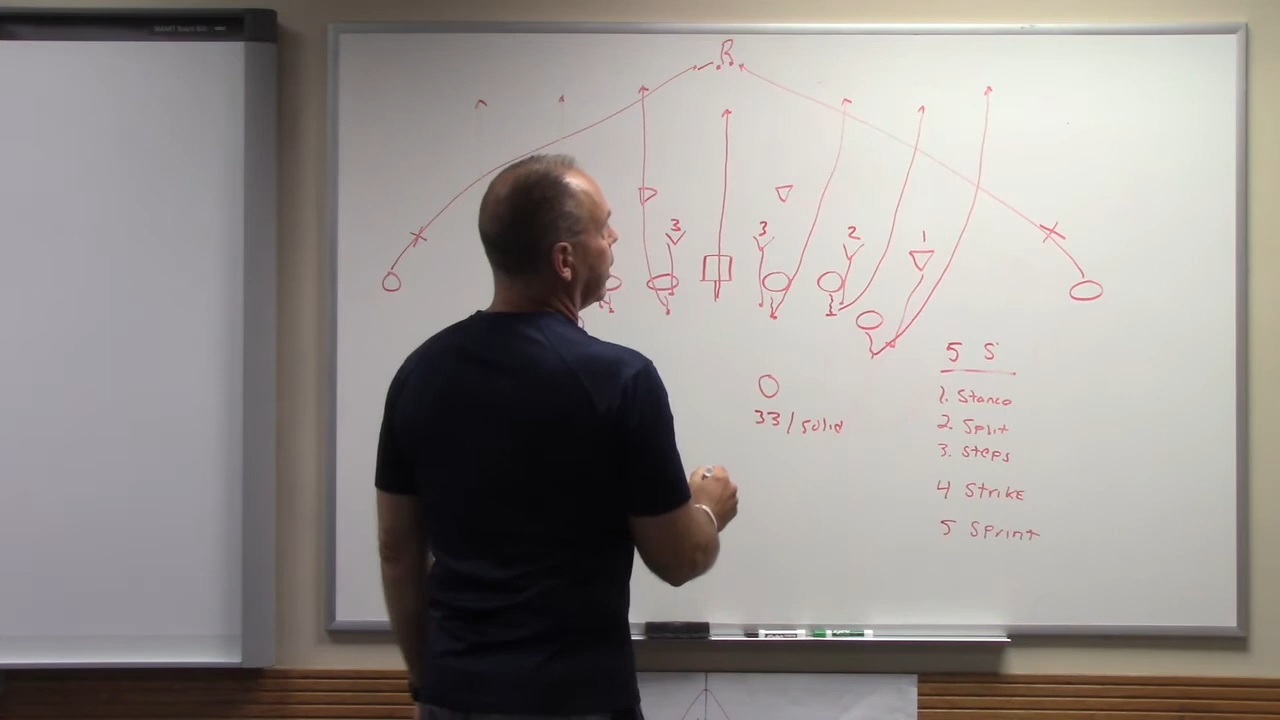 R
3
3
2
1
33/solid
5 S
1. Stance
2. Split
3. Steps
4 Strike
5 Sprint